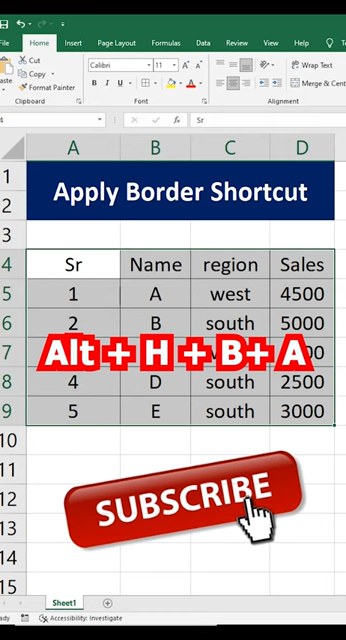 File Home Insert Page Layout Formulas Data Review View Help
Cut
Copy
Format Painter
Clipboard
Calibri 11
B I U
Font
Wrap Text
Merge & Cent
Alignment
Sr
A B C D
1
2
Apply Border Shortcut
3
4 Sr Name region Sales
5 1 A west 4500
6 2 B south 5000
7
Alt+H+B+A
8 4 D south 2500
9 5 E south 3000
10
11
12
13
14
15
SUBSCRIBE
Sheet1
Accessibility: Investigate